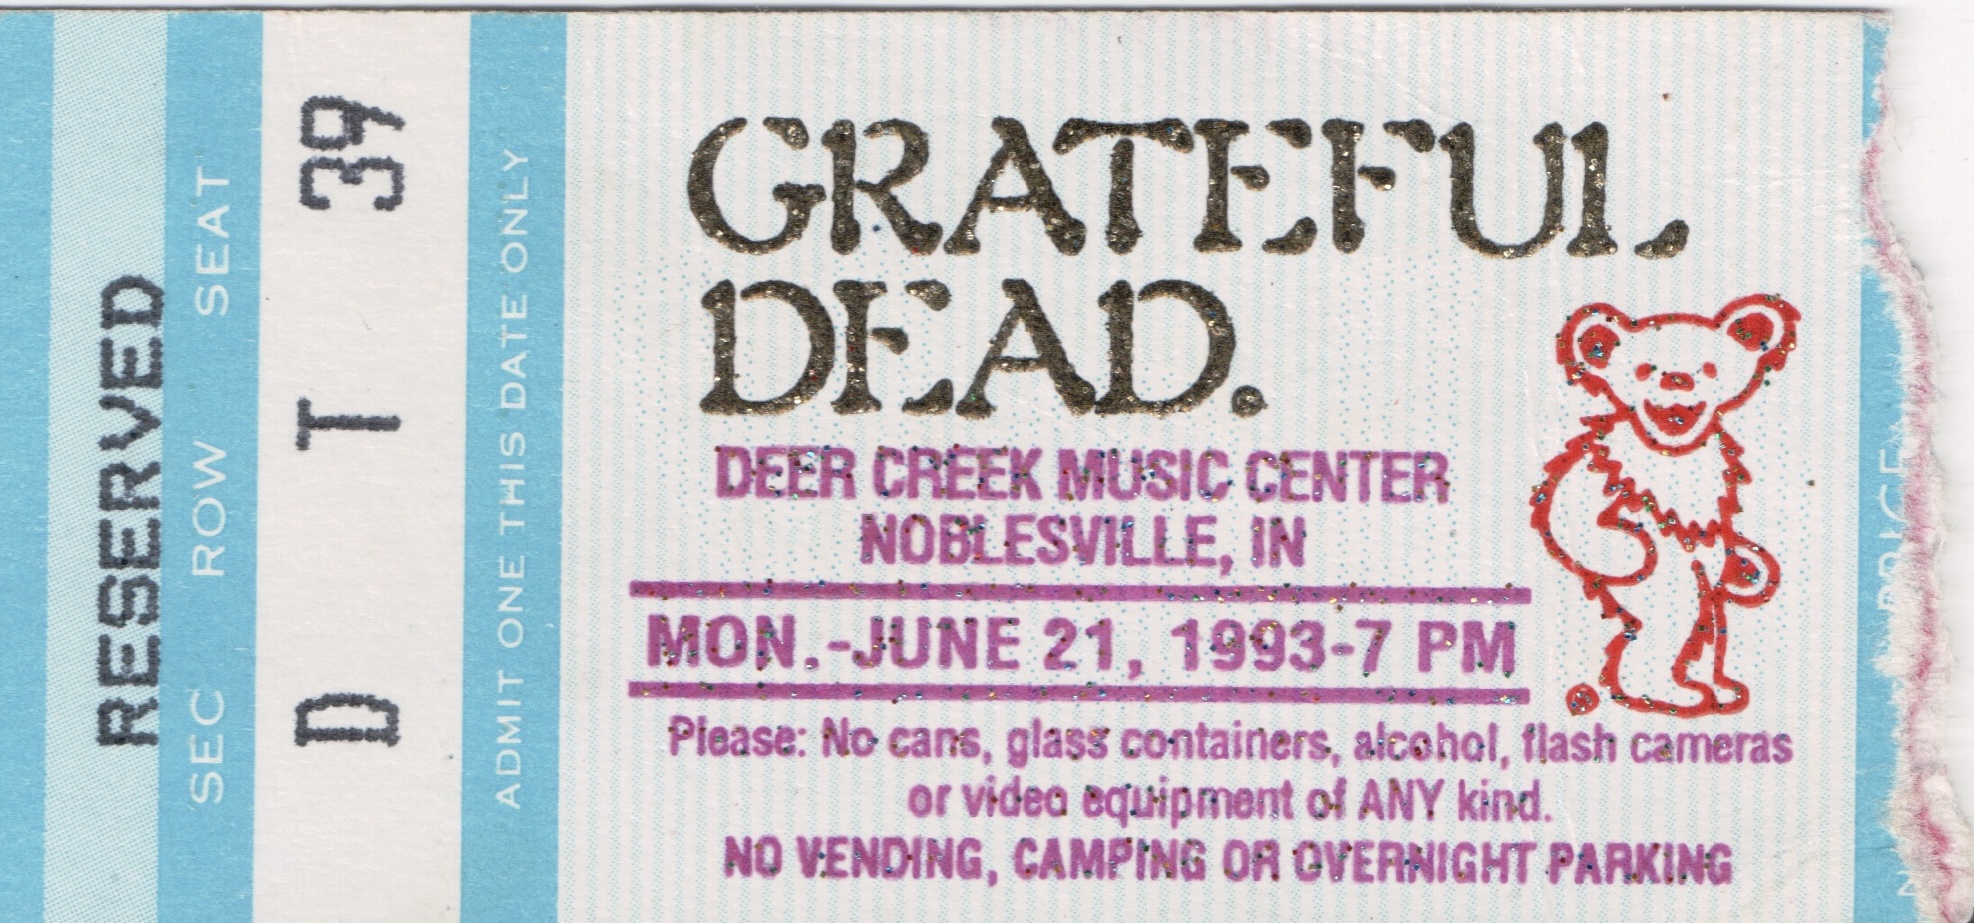 RESERVED
SEC ROW SEAT
D T 39
ADMIT ONE THIS DATE ONLY
GRATEFUL
DEAD.
DEER CREEK MUSIC CENTER
NOBLESVILLE, IN
MON.-JUNE 21, 1993-7 PM
Please: No cans, glass containers, alcohol, flash cameras
or video equipment of ANY kind.
NO VENDING, CAMPING OR OVERNIGHT PARKING
PRICE